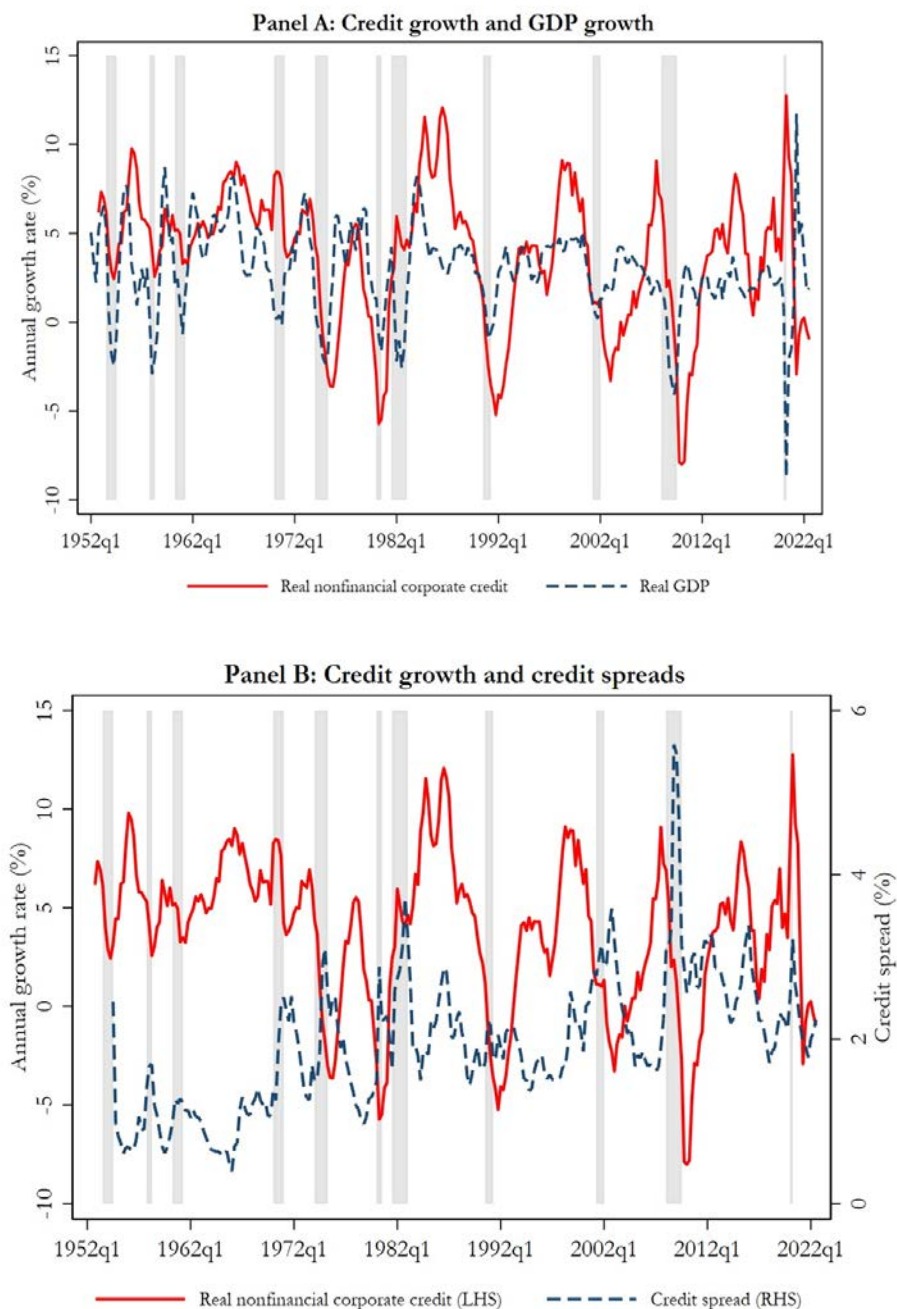 Panel A: Credit growth and GDP growth
15
10
5
0
-5
-10
Annual growth rate (%)
1952q1 1962q1 1972q1 1982q1 1992q1 2002q1 2012q1 2022q1
Real nonfinancial corporate credit Real GDP
Panel B: Credit growth and credit spreads
15
10
5
0
-5
-10
Annual growth rate (%)
6
4
2
0
Credit spread (%)
1952q1 1962q1 1972q1 1982q1 1992q1 2002q1 2012q1 2022q1
Real nonfinancial corporate credit (LHS) Credit spread (RHS)